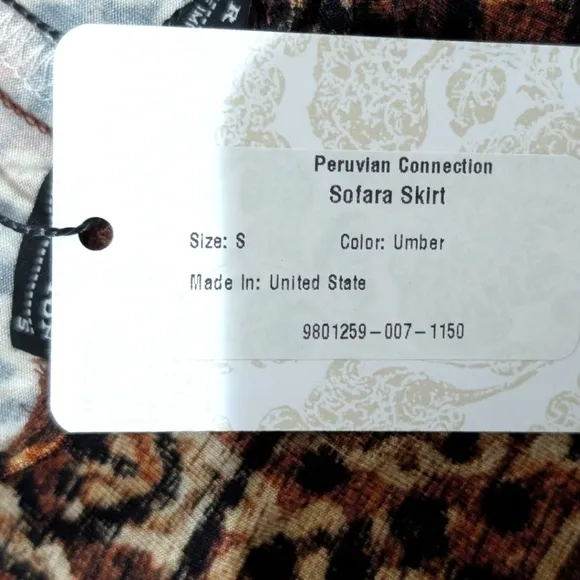 Peruvian Connection
Sofara Skirt
Size: S Color: Umber
Made In: United State
9801259-007-1150